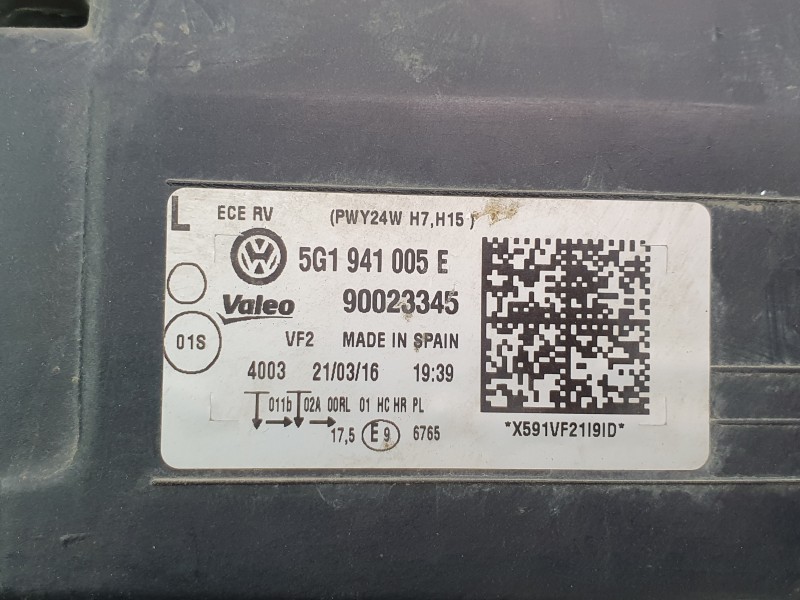 L ECE RV (PWY24W H7,H15)
VW 5G1 941 005 E
Valeo 90023345
01S VF2 MADE IN SPAIN
4003 21/03/16 19:39
011b 02A 00RL 01 HC HR PL
17,5 E9 6765
*X591VF21I9ID*